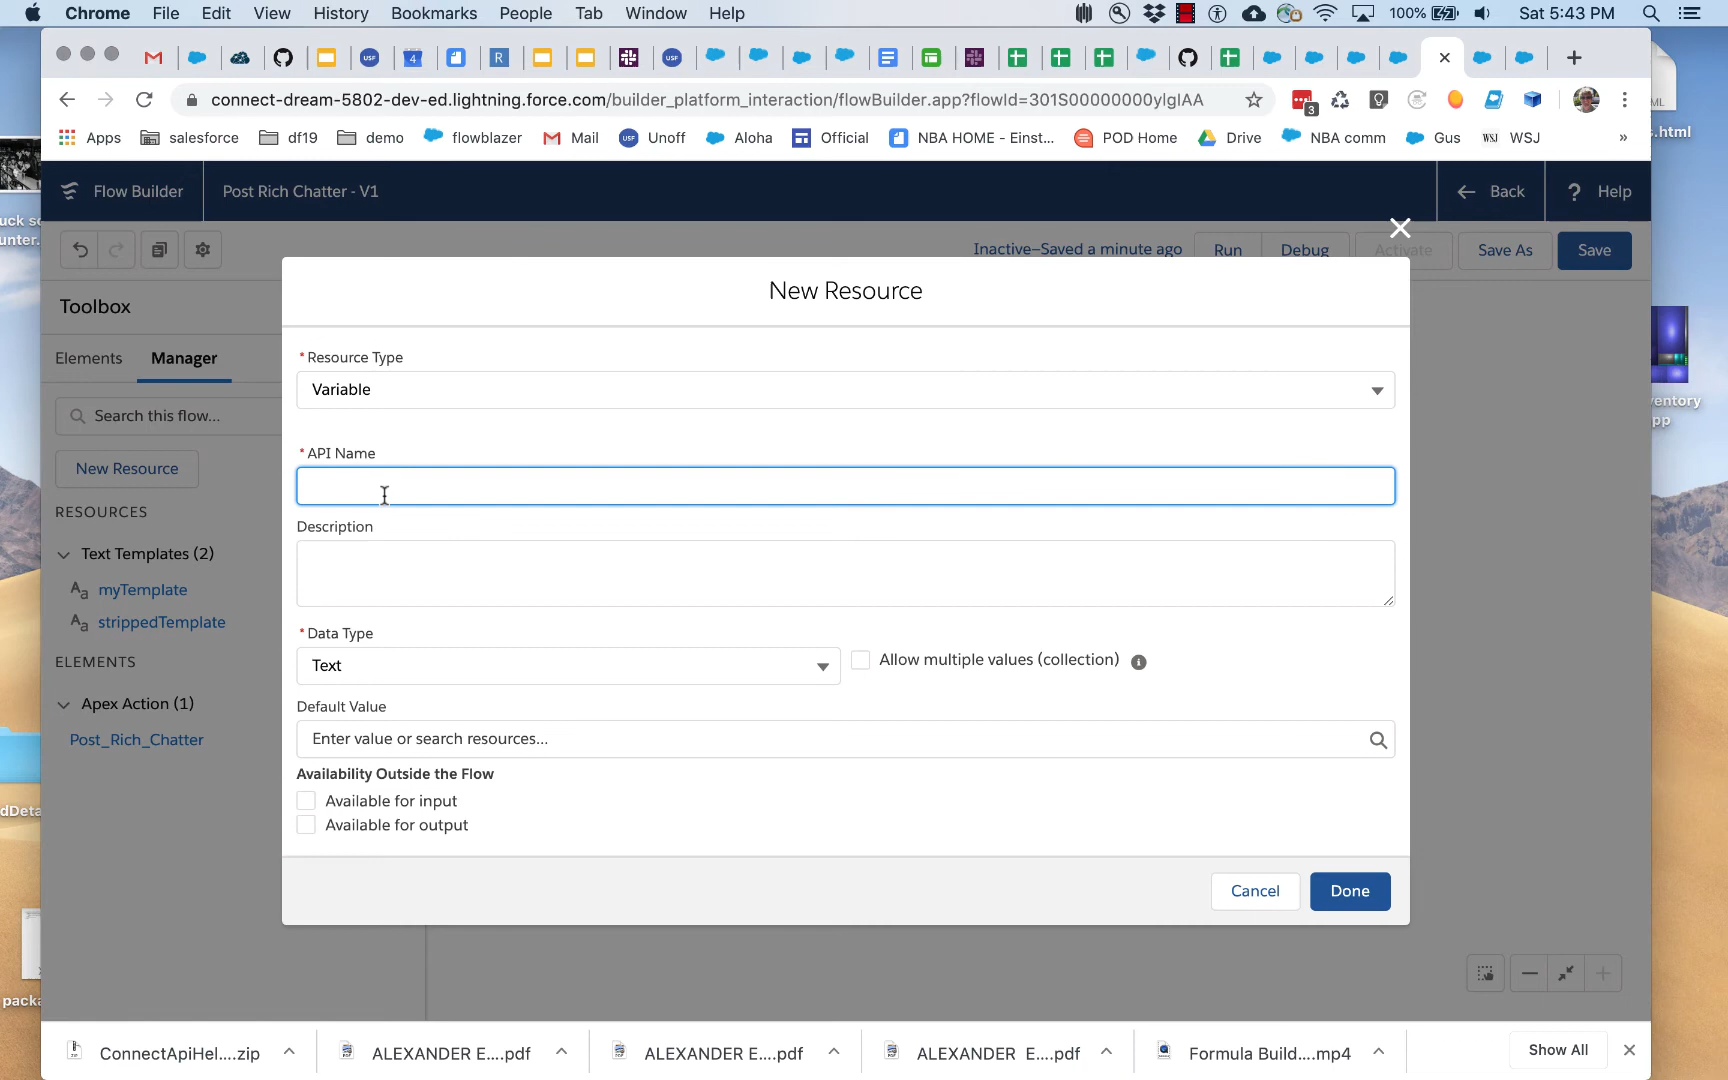 Chrome File Edit View History Bookmarks People Tab Window Help 100% Sat 5:43 PM
connect-dream-5802-dev-ed.lightning.force.com/builder_platform_interaction/flowBuilder.app?flowId=301S00000000ylglAA
3
Apps salesforce df19 demo flowblazer Mail Unoff Aloha Official NBA HOME - Einst... POD Home Drive NBA comm Gus WSJ WSJ »
Flow Builder Post Rich Chatter - V1 Back ? Help
Inactive–Saved a minute ago Run Debug Activate Save As Save
Toolbox
Elements Manager
Search this flow...
New Resource
RESOURCES
Text Templates (2)
myTemplate
strippedTemplate
ELEMENTS
Apex Action (1)
Post_Rich_Chatter
New Resource
* Resource Type
Variable
* API Name
Description
* Data Type
Text
Allow multiple values (collection)
Default Value
Enter value or search resources...
Availability Outside the Flow
Available for input
Available for output
Cancel Done
ConnectApiHel....zip ALEXANDER E....pdf ALEXANDER E....pdf ALEXANDER E....pdf Formula Build....mp4 Show All